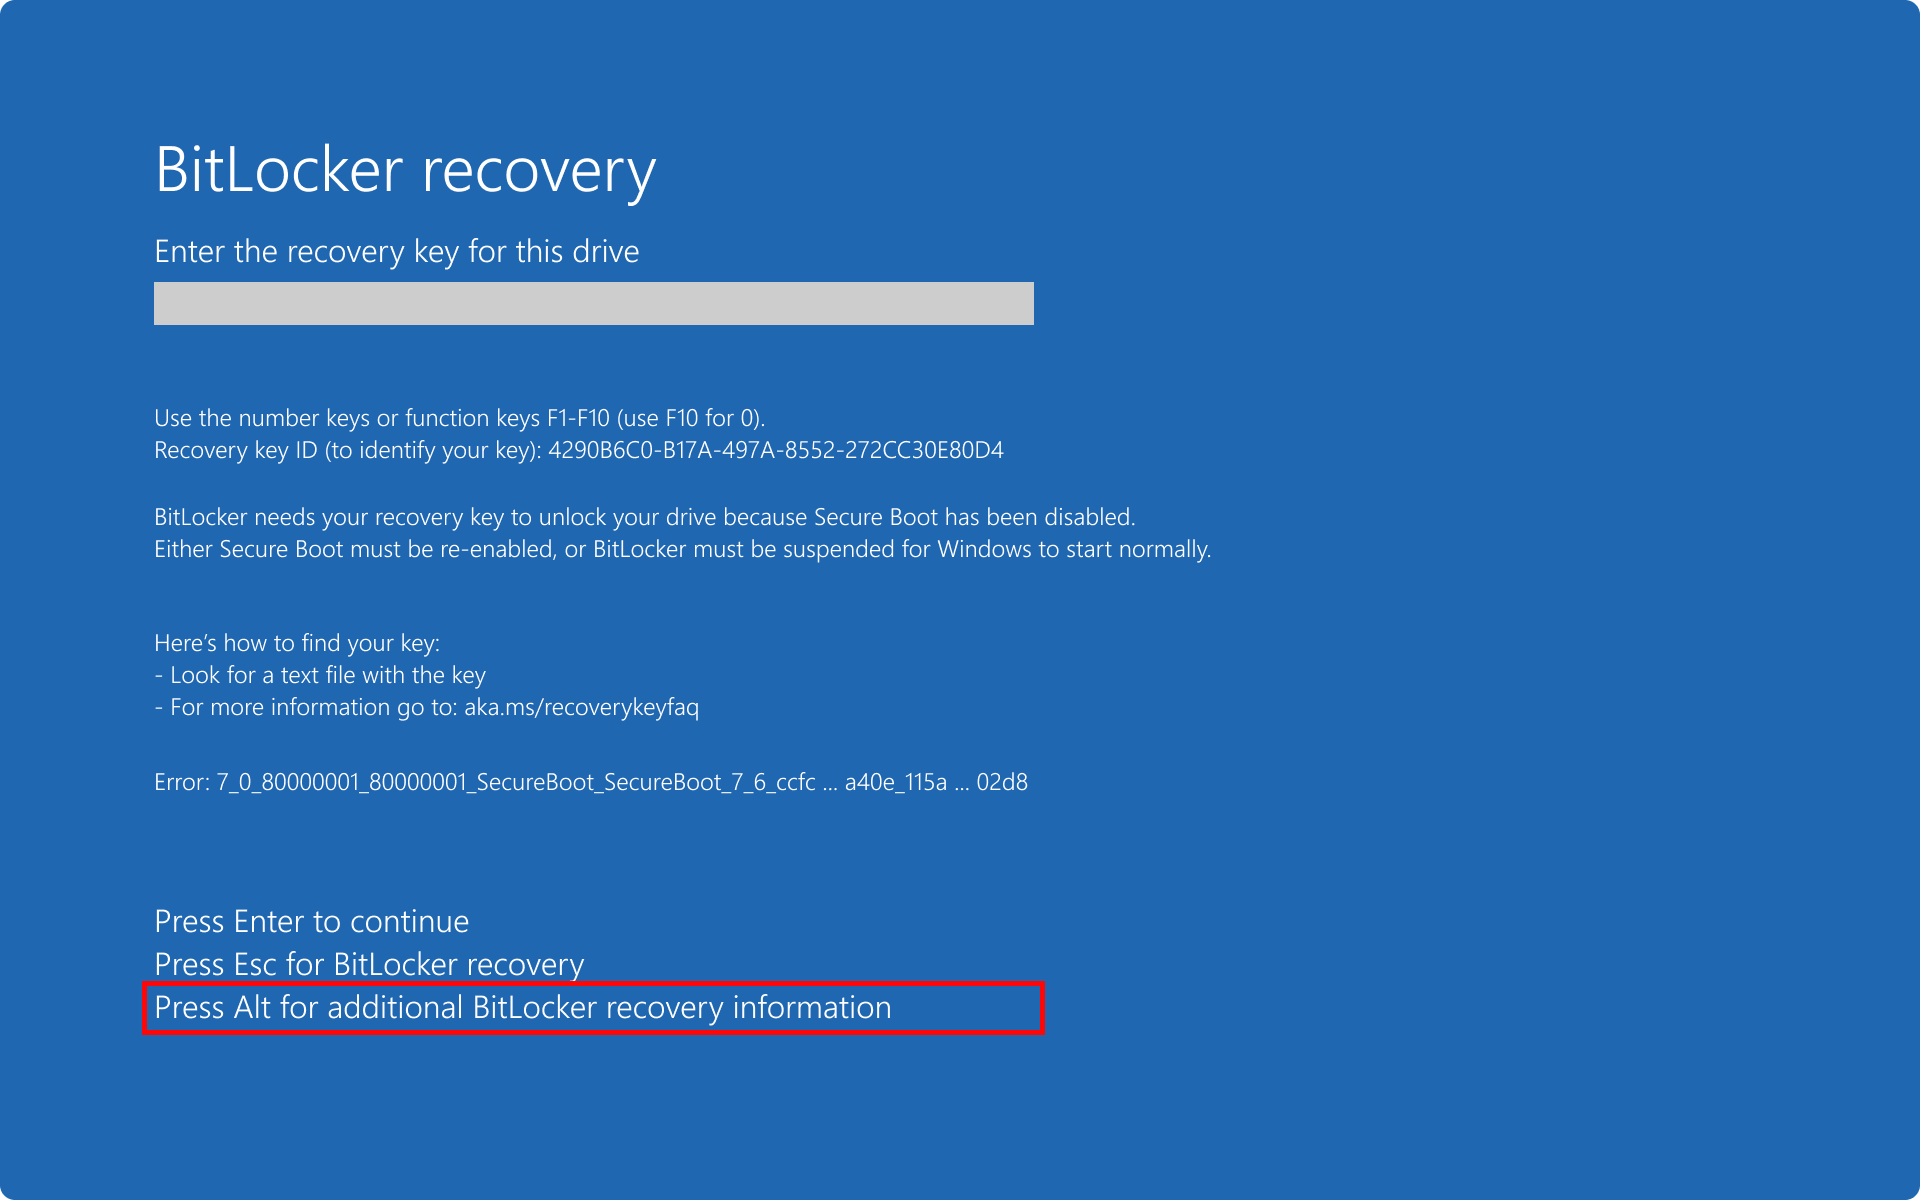 BitLocker recovery
Enter the recovery key for this drive
Use the number keys or function keys F1-F10 (use F10 for 0).
Recovery key ID (to identify your key): 4290B6C0-B17A-497A-8552-272CC30E80D4
BitLocker needs your recovery key to unlock your drive because Secure Boot has been disabled.
Either Secure Boot must be re-enabled, or BitLocker must be suspended for Windows to start normally.
Here’s how to find your key:
- Look for a text file with the key
- For more information go to: aka.ms/recoverykeyfaq
Error: 7_0_80000001_80000001_SecureBoot_SecureBoot_7_6_ccfc ... a40e_115a ... 02d8
Press Enter to continue
Press Esc for BitLocker recovery
Press Alt for additional BitLocker recovery information